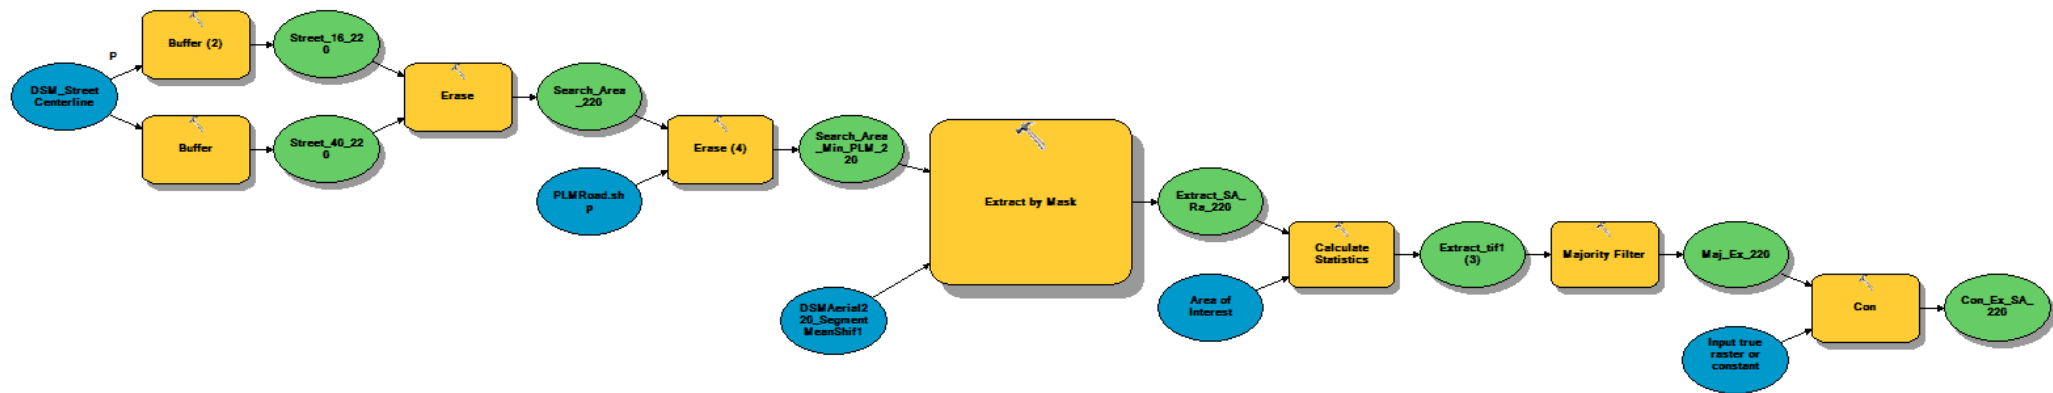 P
Buffer (2)
Street_16_22
0
DSM_Street
Centerline
Buffer
Street_40_22
0
Erase
Search_Area
_220
PLMRoad.sh
p
Erase (4)
Search_Area
_Min_PLM_2
20
DSMAerial2
20_Segment
MeanShif1
Extract by Mask
Extract_SA_
Ra_220
Area of
Interest
Calculate
Statistics
Extract_tif1
(3)
Majority Filter
Maj_Ex_220
Input true
raster or
constant
Con
Con_Ex_SA_
220